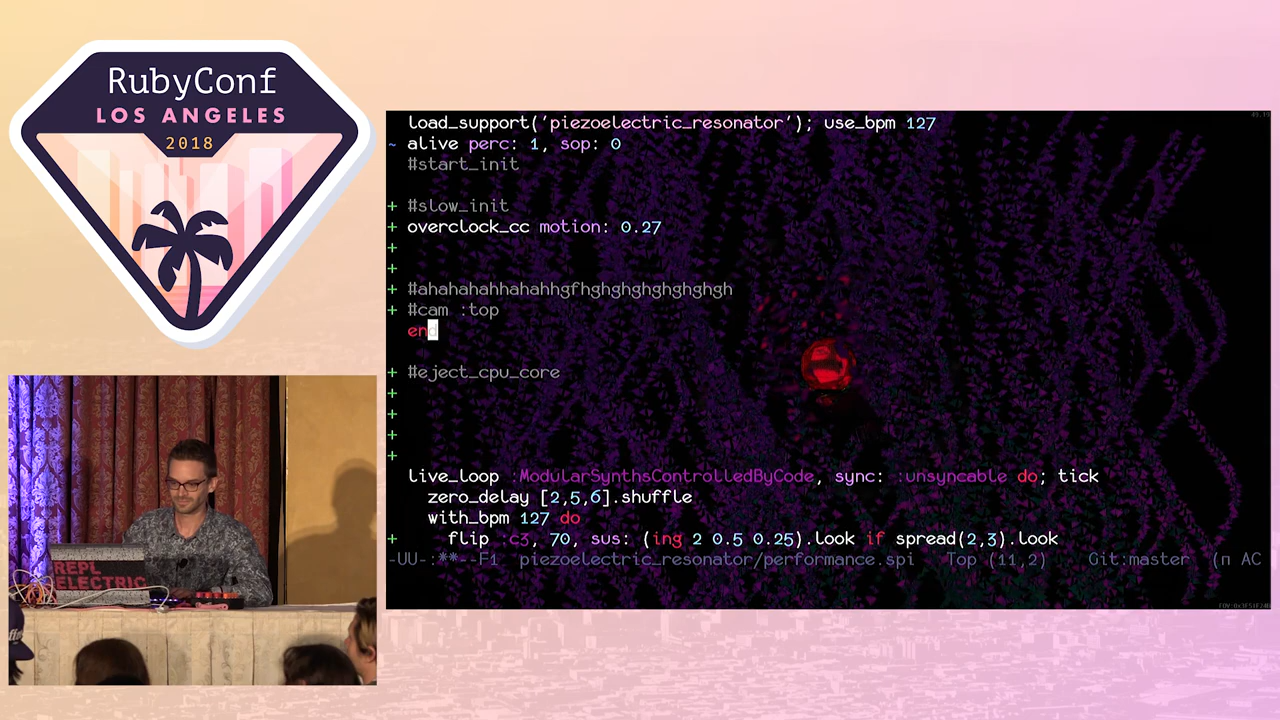 RubyConf
LOS ANGELES
2018
load_support('piezoelectric_resonator'); use_bpm 127
~ alive perc: 1, sop: 0
#start_init
+ #slow_init
+ overclock_cc motion: 0.27
+
+
+ #ahahahahhahahhgfhghghghghghghgh
+ #cam :top
end
+ #eject_cpu_core
+
+
+
+
live_loop :ModularSynthsControlledByCode, sync: :unsyncable do; tick
zero_delay [2,5,6].shuffle
with_bpm 127 do
+ flip :c3, 70, sus: (ing 2 0.5 0.25).look if spread(2,3).look
-UU-:**--F1 piezoelectric_resonator/performance.spi Top (11,2) Git:master (π AC
REPL
ELECTRIC